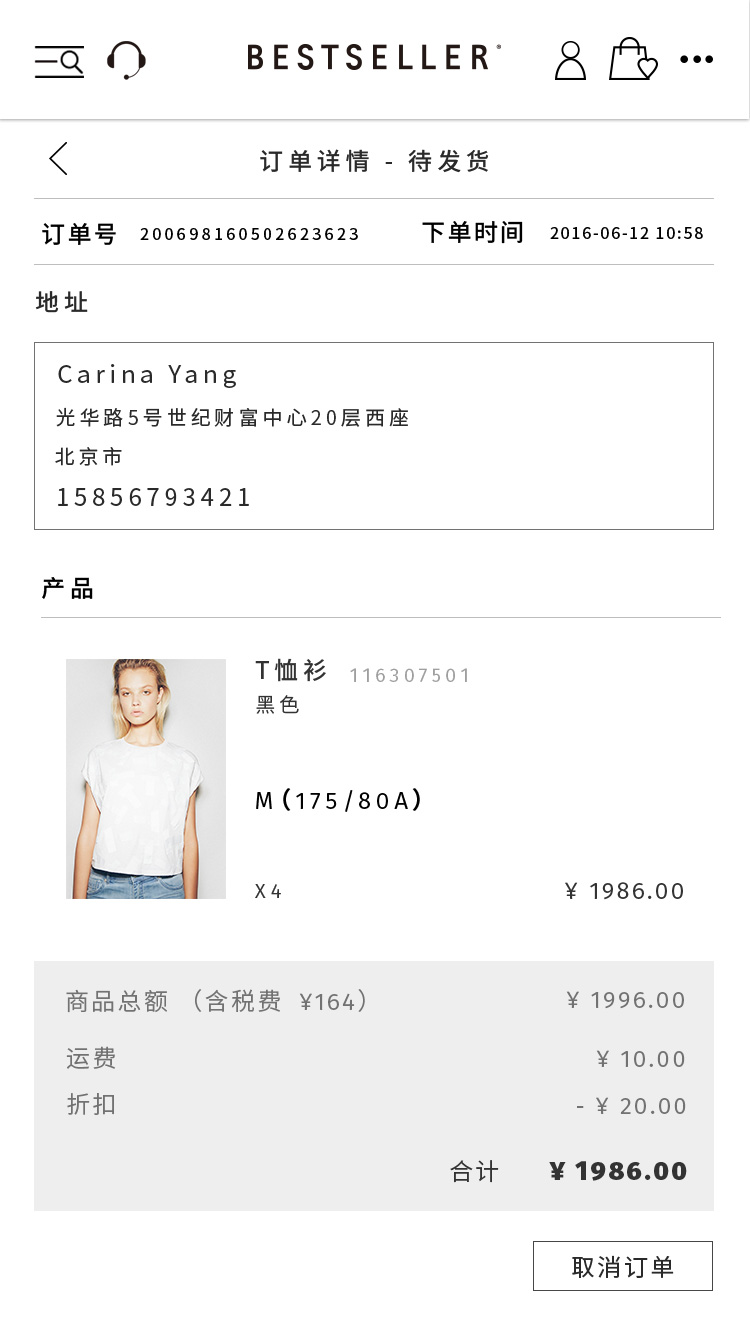 BESTSELLER
订单详情 - 待发货
订单号 200698160502623623 下单时间 2016-06-12 10:58
地址
Carina Yang
光华路5号世纪财富中心20层西座
北京市
15856793421
产品
T恤衫 116307501
黑色
M (175/80A)
X4 ¥ 1986.00
商品总额 （含税费 ¥164） ¥ 1996.00
运费 ¥ 10.00
折扣 - ¥ 20.00
合计 ¥ 1986.00
取消订单